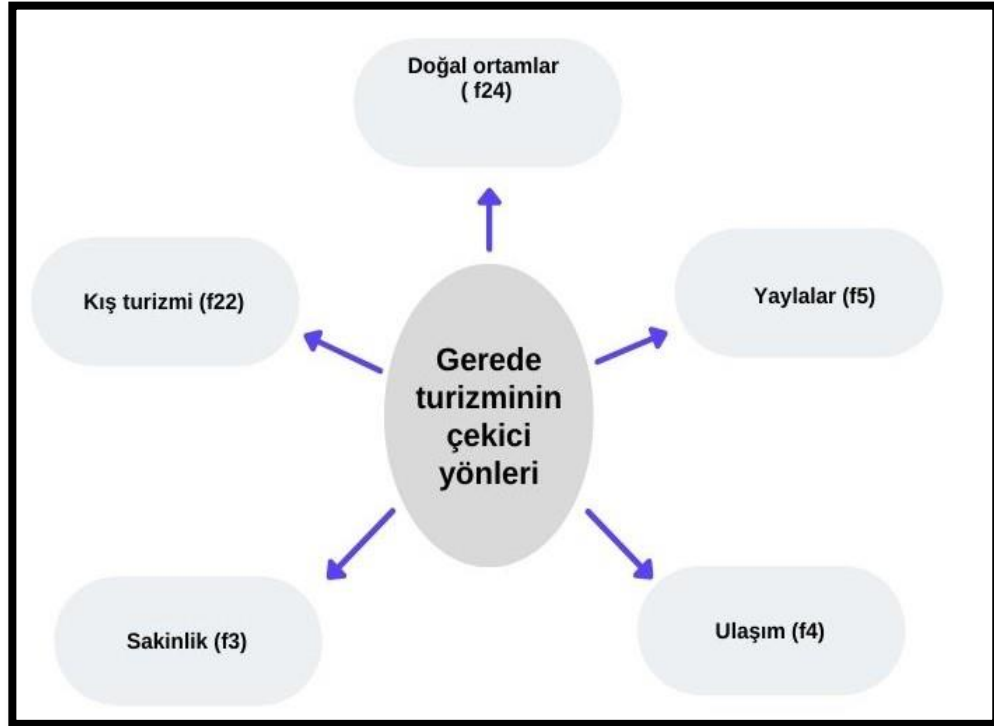 Doğal ortamlar
( f24)
Kış turizmi (f22)
Yaylalar (f5)
Gerede
turizminin
çekici
yönleri
Sakinlik (f3)
Ulaşım (f4)